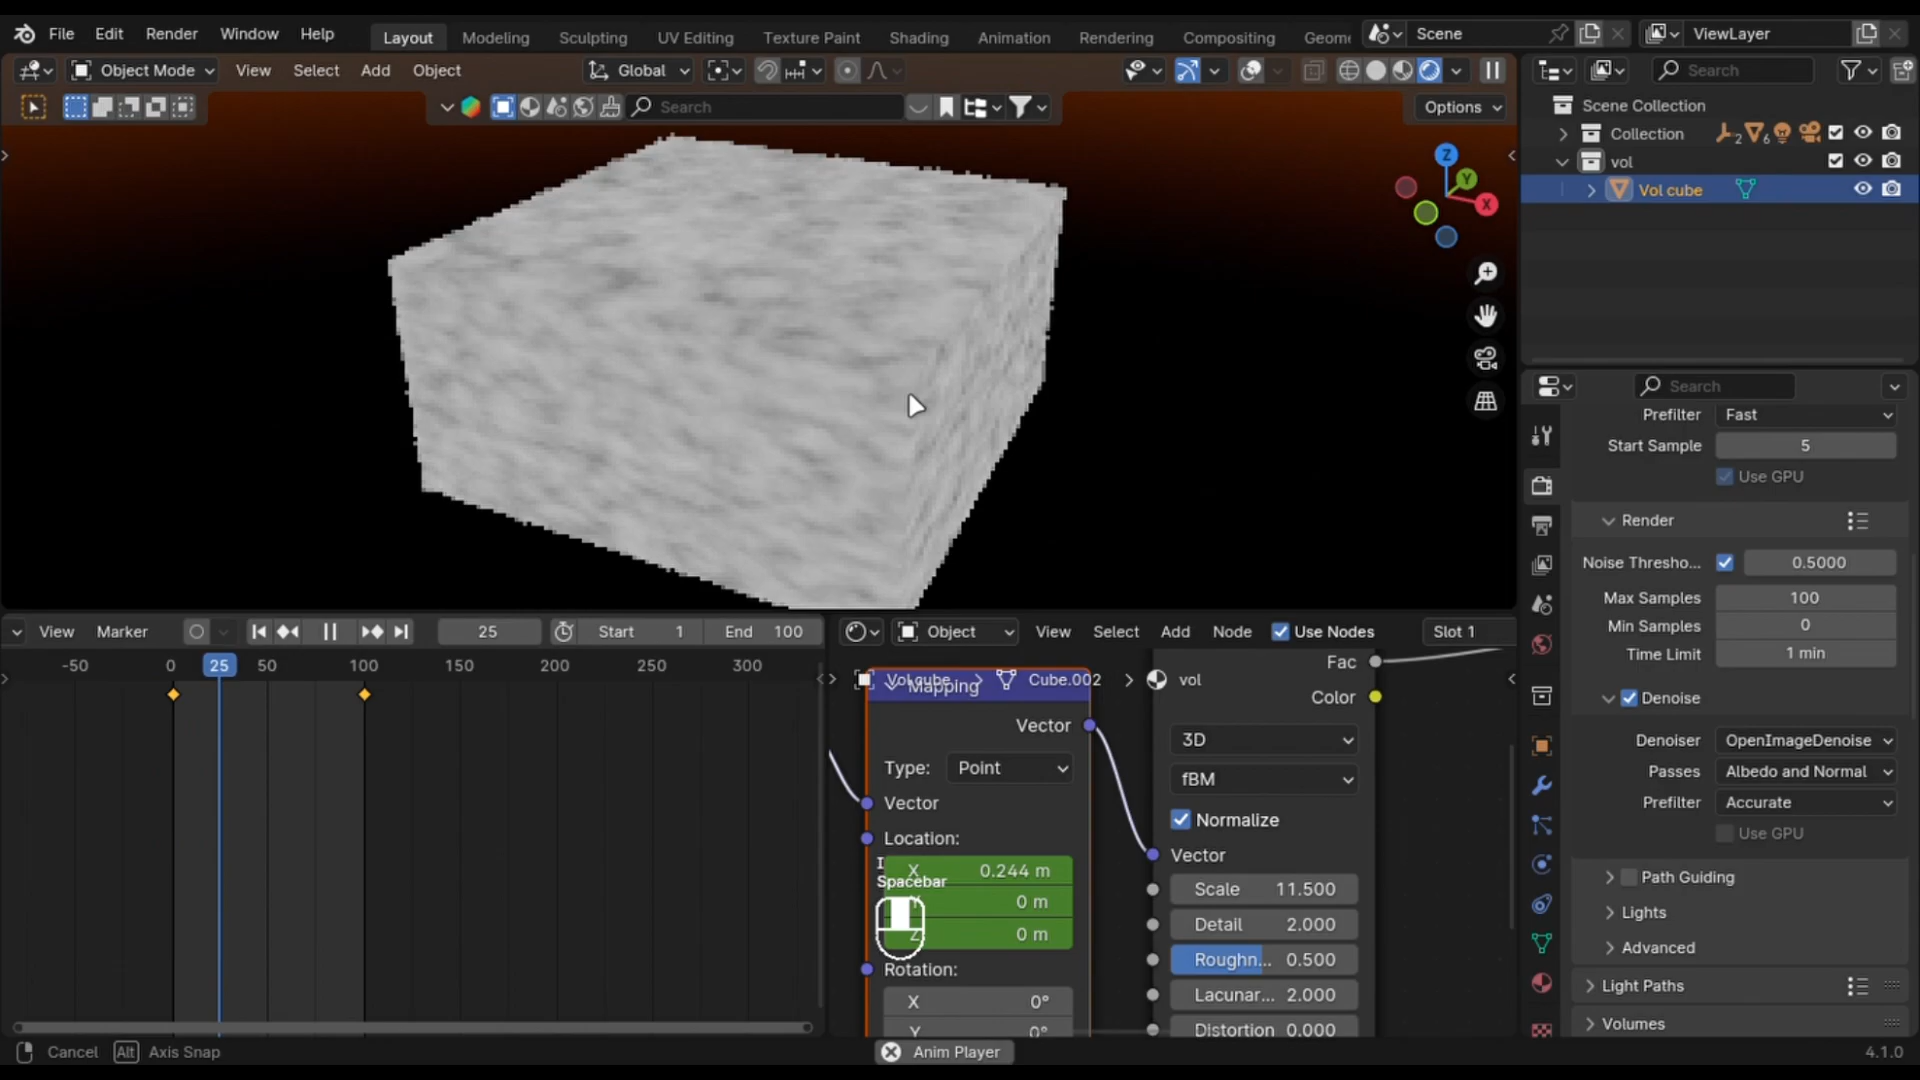 File Edit Render Window Help Layout Modeling Sculpting UV Editing Texture Paint Shading Animation Rendering Compositing Geom Scene ViewLayer
Object Mode View Select Add Object Global Search
Search Options
Z
Y
X
Scene Collection
Collection 2 6
vol
Vol cube
Search
Prefilter Fast
Start Sample 5
Use GPU
Render
Noise Thresho... 0.5000
Max Samples 100
Min Samples 0
Time Limit 1 min
Denoise
Denoiser OpenImageDenoise
Passes Albedo and Normal
Prefilter Accurate
Use GPU
Path Guiding
Lights
Advanced
Light Paths
Volumes
View Marker 25 Start 1 End 100
-50 0 25 50 100 150 200 250 300
Object View Select Add Node Use Nodes Slot 1
Vol cube Cube.002 vol
Mapping
Vector
Type: Point
Vector
Location:
X 0.244 m
Spacebar
Y 0 m
Z 0 m
Rotation:
X 0°
Y 0°
Fac
Color
3D
fBM
Normalize
Vector
Scale 11.500
Detail 2.000
Roughn... 0.500
Lacunar... 2.000
Distortion 0.000
Cancel Alt Axis Snap Anim Player 4.1.0